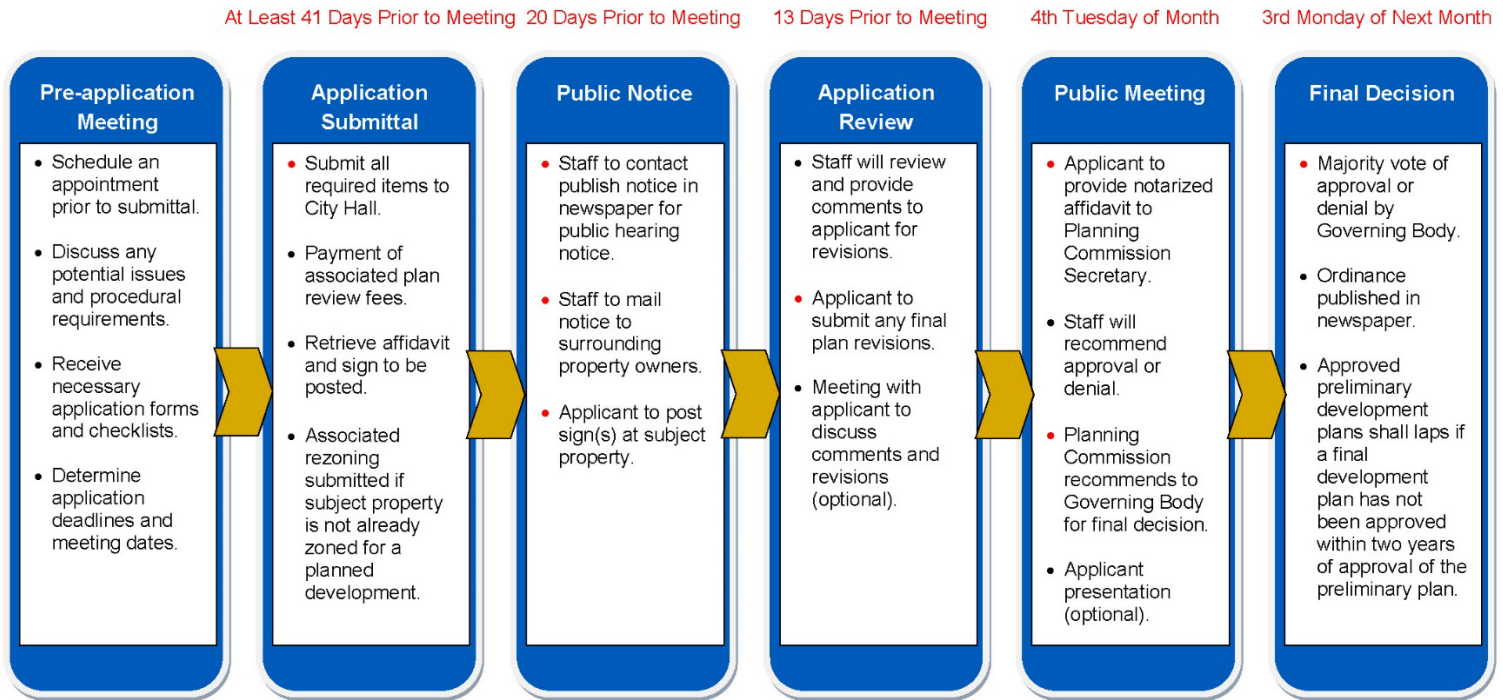 At Least 41 Days Prior to Meeting
20 Days Prior to Meeting
13 Days Prior to Meeting
4th Tuesday of Month
3rd Monday of Next Month
Pre-application
Meeting
• Schedule an
appointment
prior to submittal.
• Discuss any
potential issues
and procedural
requirements.
• Receive
necessary
application forms
and checklists.
• Determine
application
deadlines and
meeting dates.
Application
Submittal
• Submit all
required items to
City Hall.
• Payment of
associated plan
review fees.
• Retrieve affidavit
and sign to be
posted.
• Associated
rezoning
submitted if
subject property
is not already
zoned for a
planned
development.
Public Notice
• Staff to contact
publish notice in
newspaper for
public hearing
notice.
• Staff to mail
notice to
surrounding
property owners.
• Applicant to post
sign(s) at subject
property.
Application
Review
• Staff will review
and provide
comments to
applicant for
revisions.
• Applicant to
submit any final
plan revisions.
• Meeting with
applicant to
discuss
comments and
revisions
(optional).
Public Meeting
• Applicant to
provide notarized
affidavit to
Planning
Commission
Secretary.
• Staff will
recommend
approval or
denial.
• Planning
Commission
recommends to
Governing Body
for final decision.
• Applicant
presentation
(optional).
Final Decision
• Majority vote of
approval or
denial by
Governing Body.
• Ordinance
published in
newspaper.
• Approved
preliminary
development
plans shall laps if
a final
development
plan has not
been approved
within two years
of approval of the
preliminary plan.